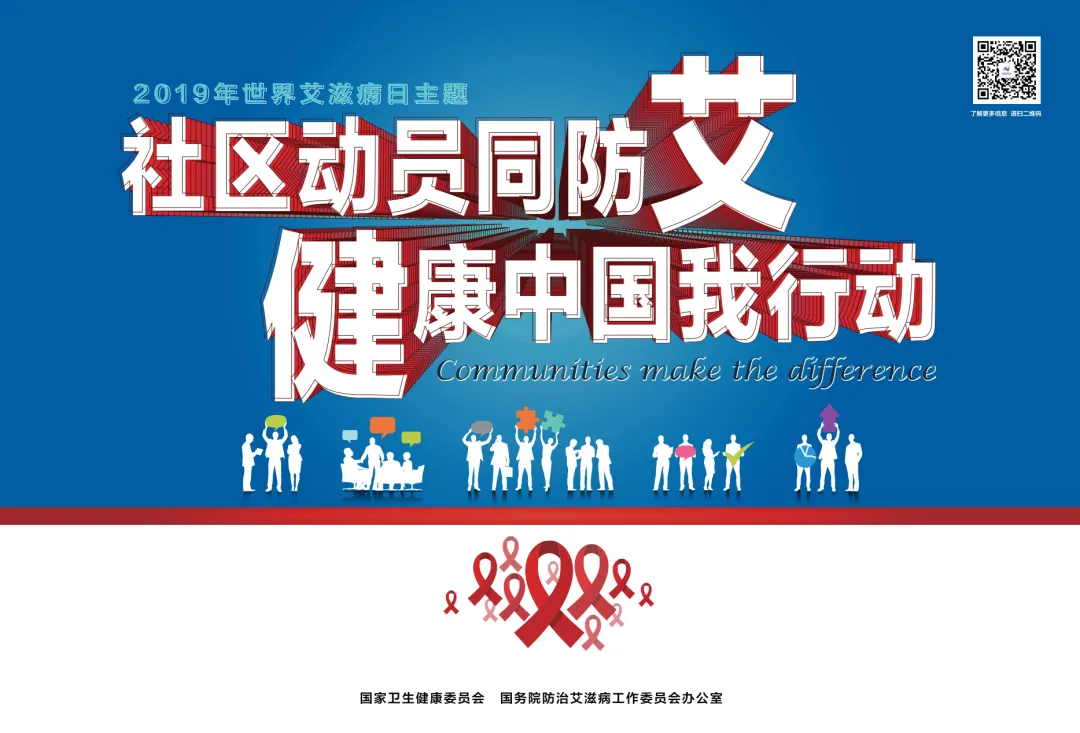 2019年世界艾滋病日主题
了解更多信息 请扫二维码
社区动员同防艾
健康中国我行动
Communities make the difference
国家卫生健康委员会 国务院防治艾滋病工作委员会办公室